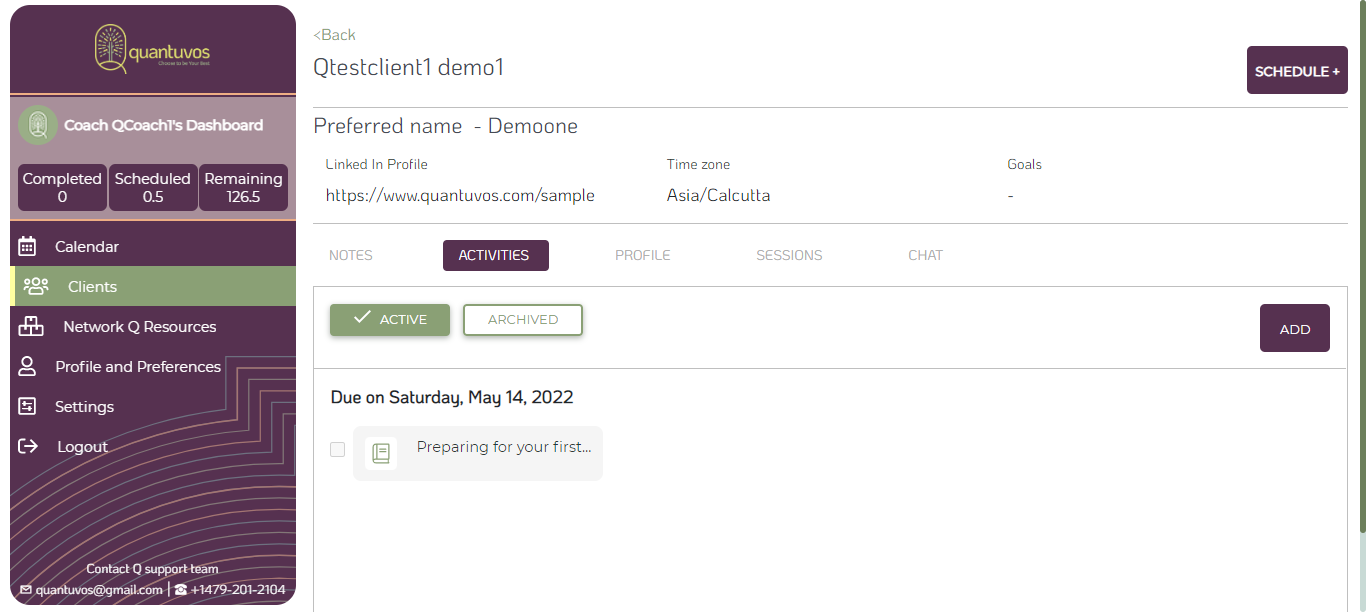 quantuvos
Choose to be Your Best
Coach QCoach1's Dashboard
Completed
0
Scheduled
0.5
Remaining
126.5
Calendar
Clients
Network Q Resources
Profile and Preferences
Settings
Logout
Contact Q support team
quantuvos@gmail.com | +1479-201-2104
<Back
Qtestclient1 demo1
SCHEDULE +
Preferred name - Demoone
Linked In Profile Time zone Goals
https://www.quantuvos.com/sample Asia/Calcutta -
NOTES ACTIVITIES PROFILE SESSIONS CHAT
ACTIVE ARCHIVED ADD
Due on Saturday, May 14, 2022
Preparing for your first...